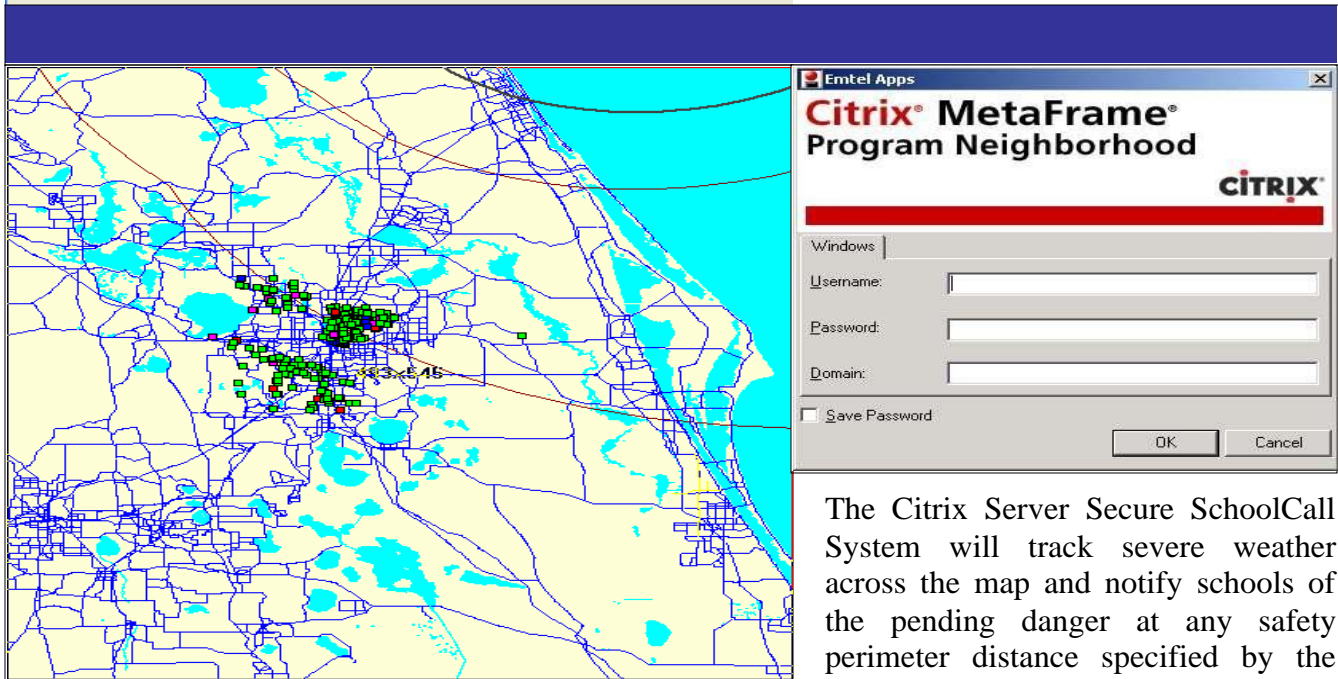 Emtel Apps
Citrix® MetaFrame®
Program Neighborhood
CİTRIX®
Windows
Username:
Password:
Domain:
Save Password
OK Cancel
The Citrix Server Secure SchoolCall
System will track severe weather
across the map and notify schools of
the pending danger at any safety
perimeter distance specified by the